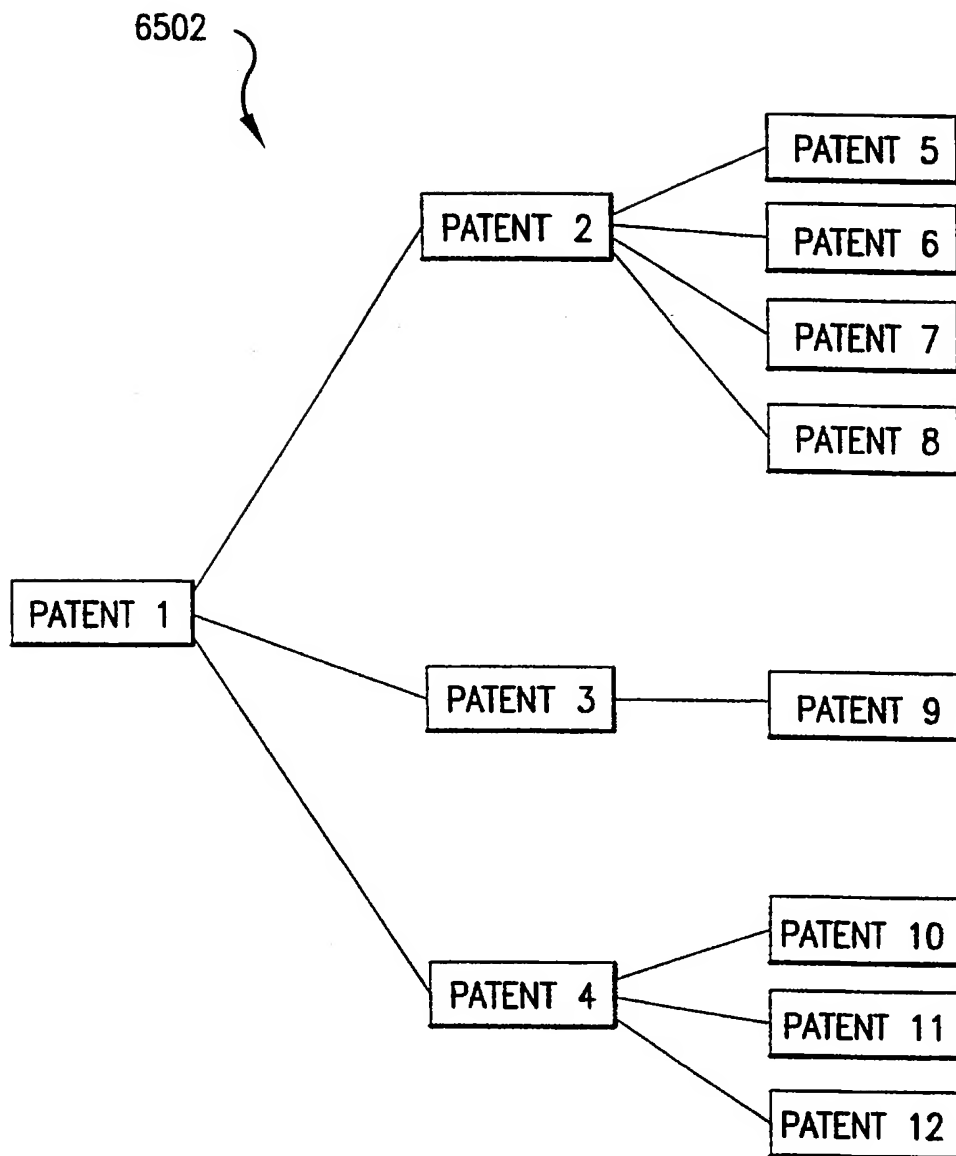 6502
PATENT 1
PATENT 2
PATENT 3
PATENT 4
PATENT 5
PATENT 6
PATENT 7
PATENT 8
PATENT 9
PATENT 10
PATENT 11
PATENT 12